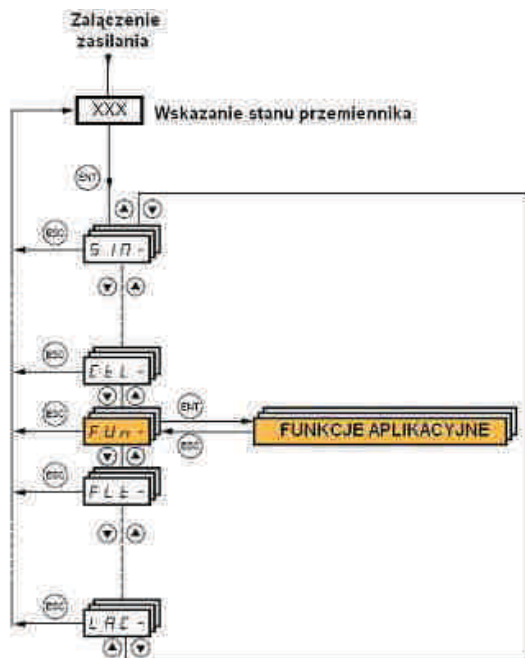 Załączenie
zasilania
XXX
Wskazanie stanu przemiennika
ENT
ESC
SIM-
ESC
CtL-
ESC
FUn-
ENT
ESC
FUNKCJE APLIKACYJNE
ESC
FLt-
ESC
LAC-